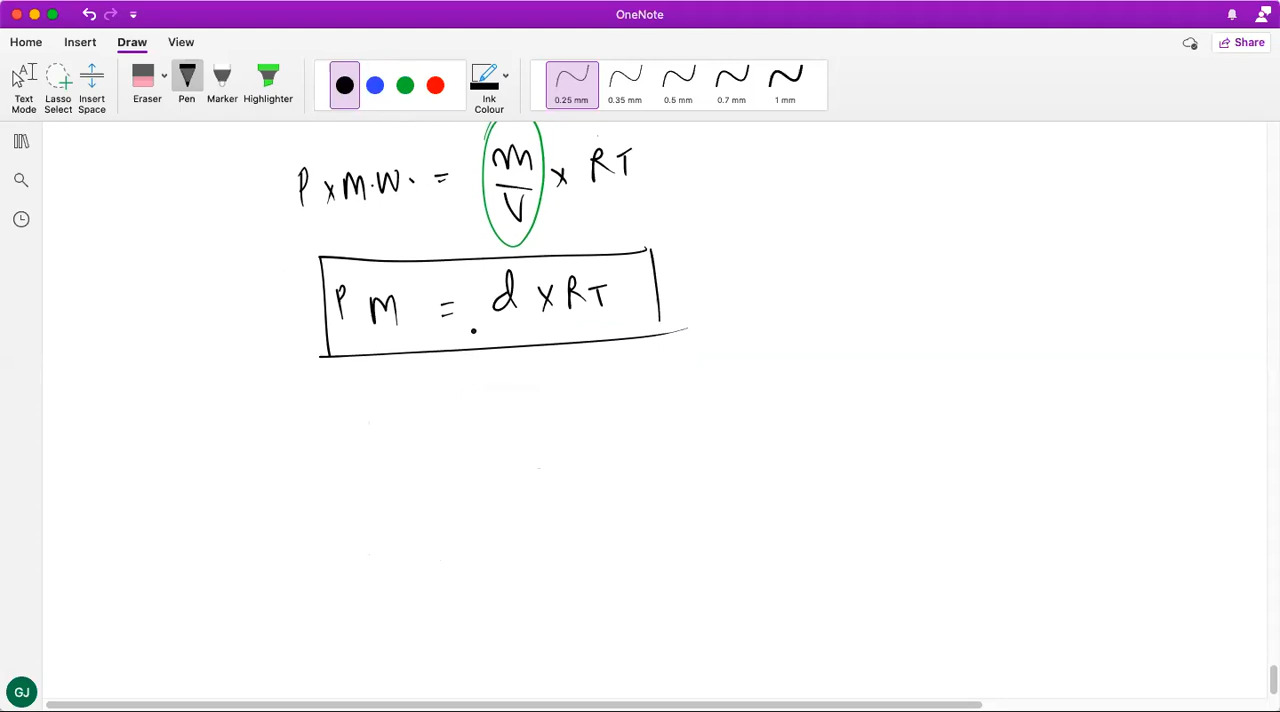 OneNote
Home Insert Draw View
Share
Text Mode
Lasso Select
Insert Space
Eraser
Pen
Marker
Highlighter
Ink Colour
0.25 mm
0.35 mm
0.5 mm
0.7 mm
1 mm
P x M.W. = m/V x RT
P M = d x RT
GJ